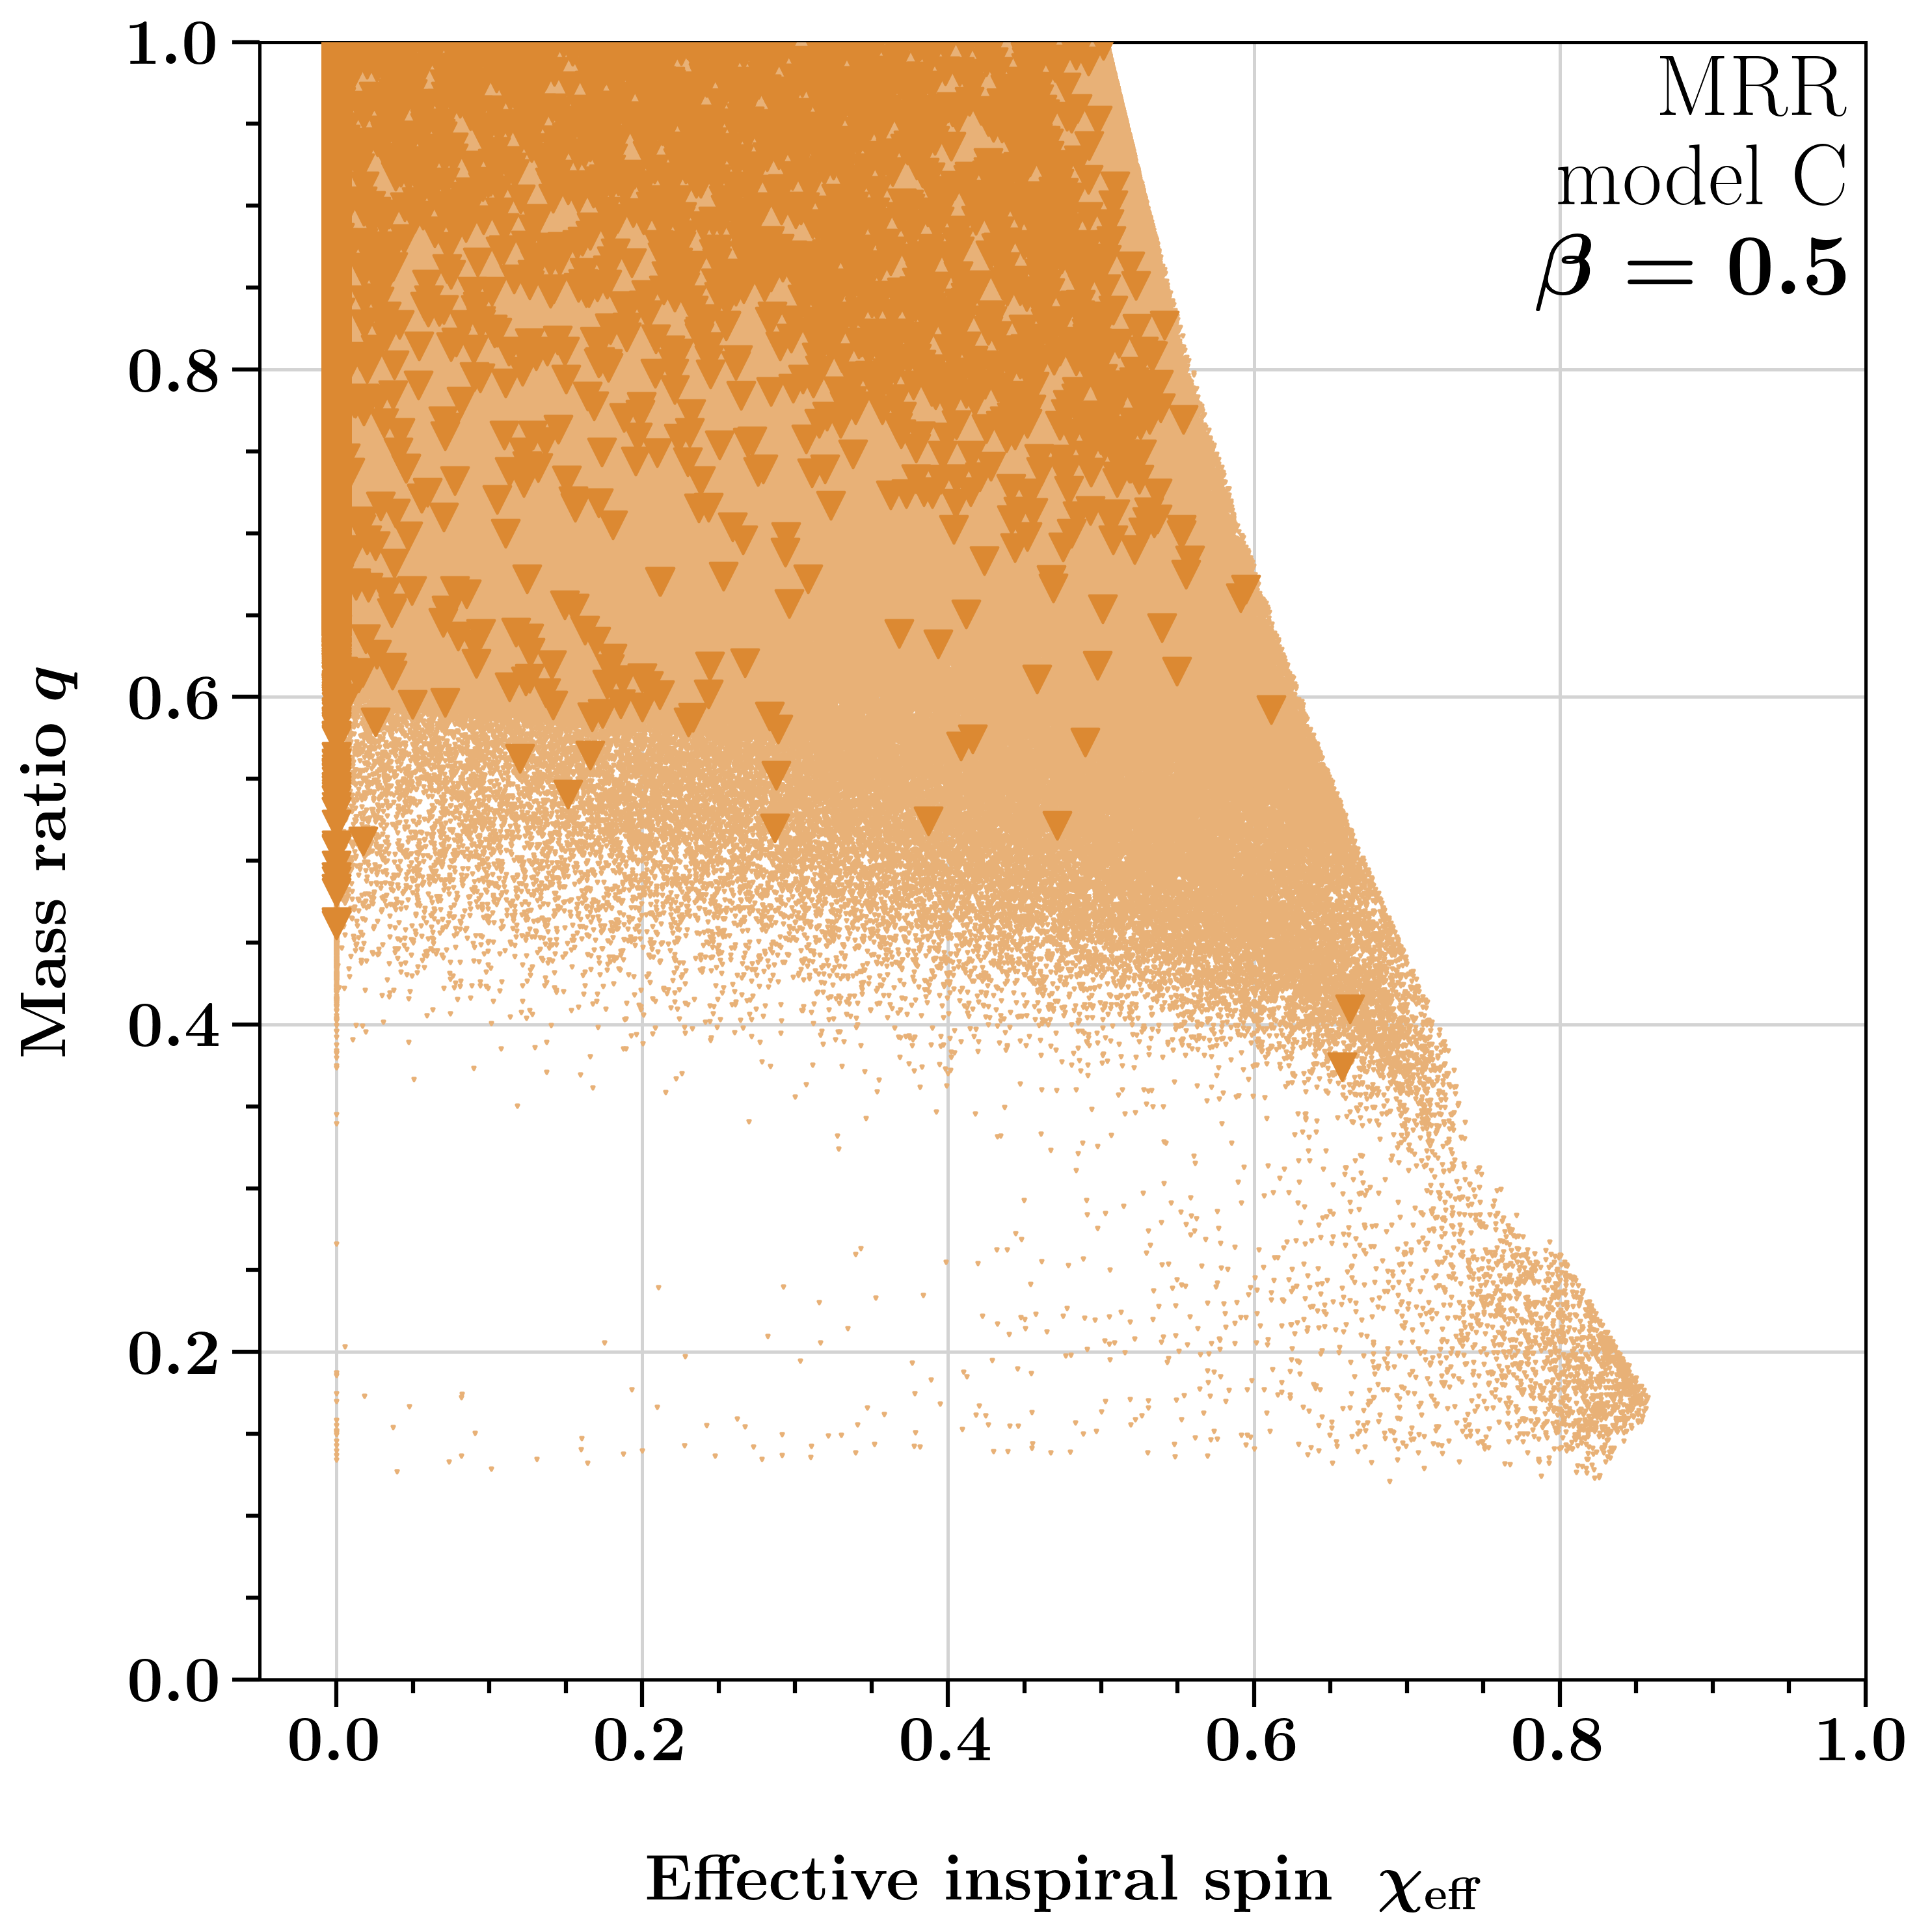 MRR
model C
β = 0.5
1.0
0.8
0.6
0.4
0.2
0.0
Mass ratio q
0.0 0.2 0.4 0.6 0.8 1.0
Effective inspiral spin χeff